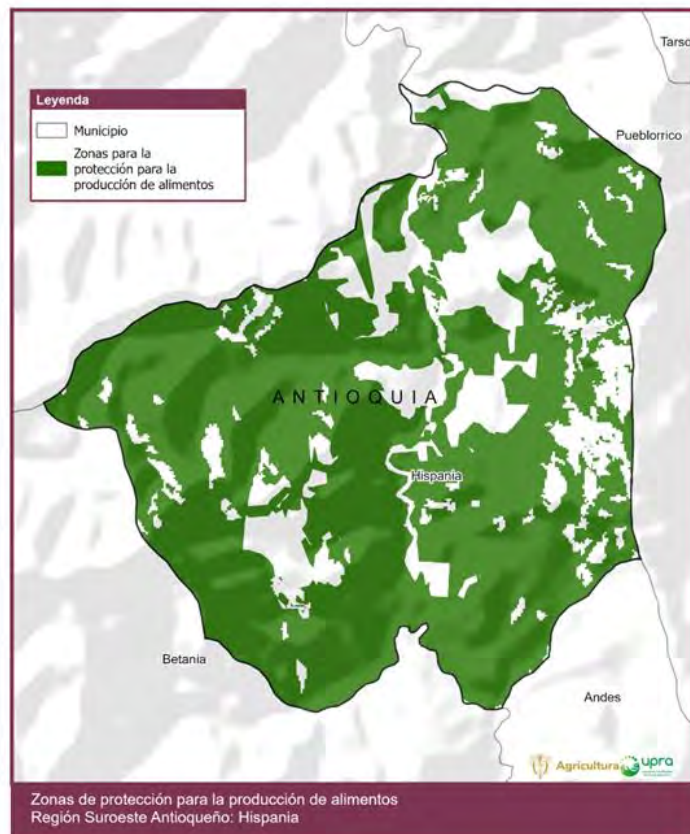 Leyenda
Municipio
Zonas para la
protección para la
producción de alimentos
Tarso
Pueblorrico
ANTIOQUIA
Hispania
Betania
Andes
Agricultura
upra
Zonas de protección para la producción de alimentos
Región Suroeste Antioqueño: Hispania